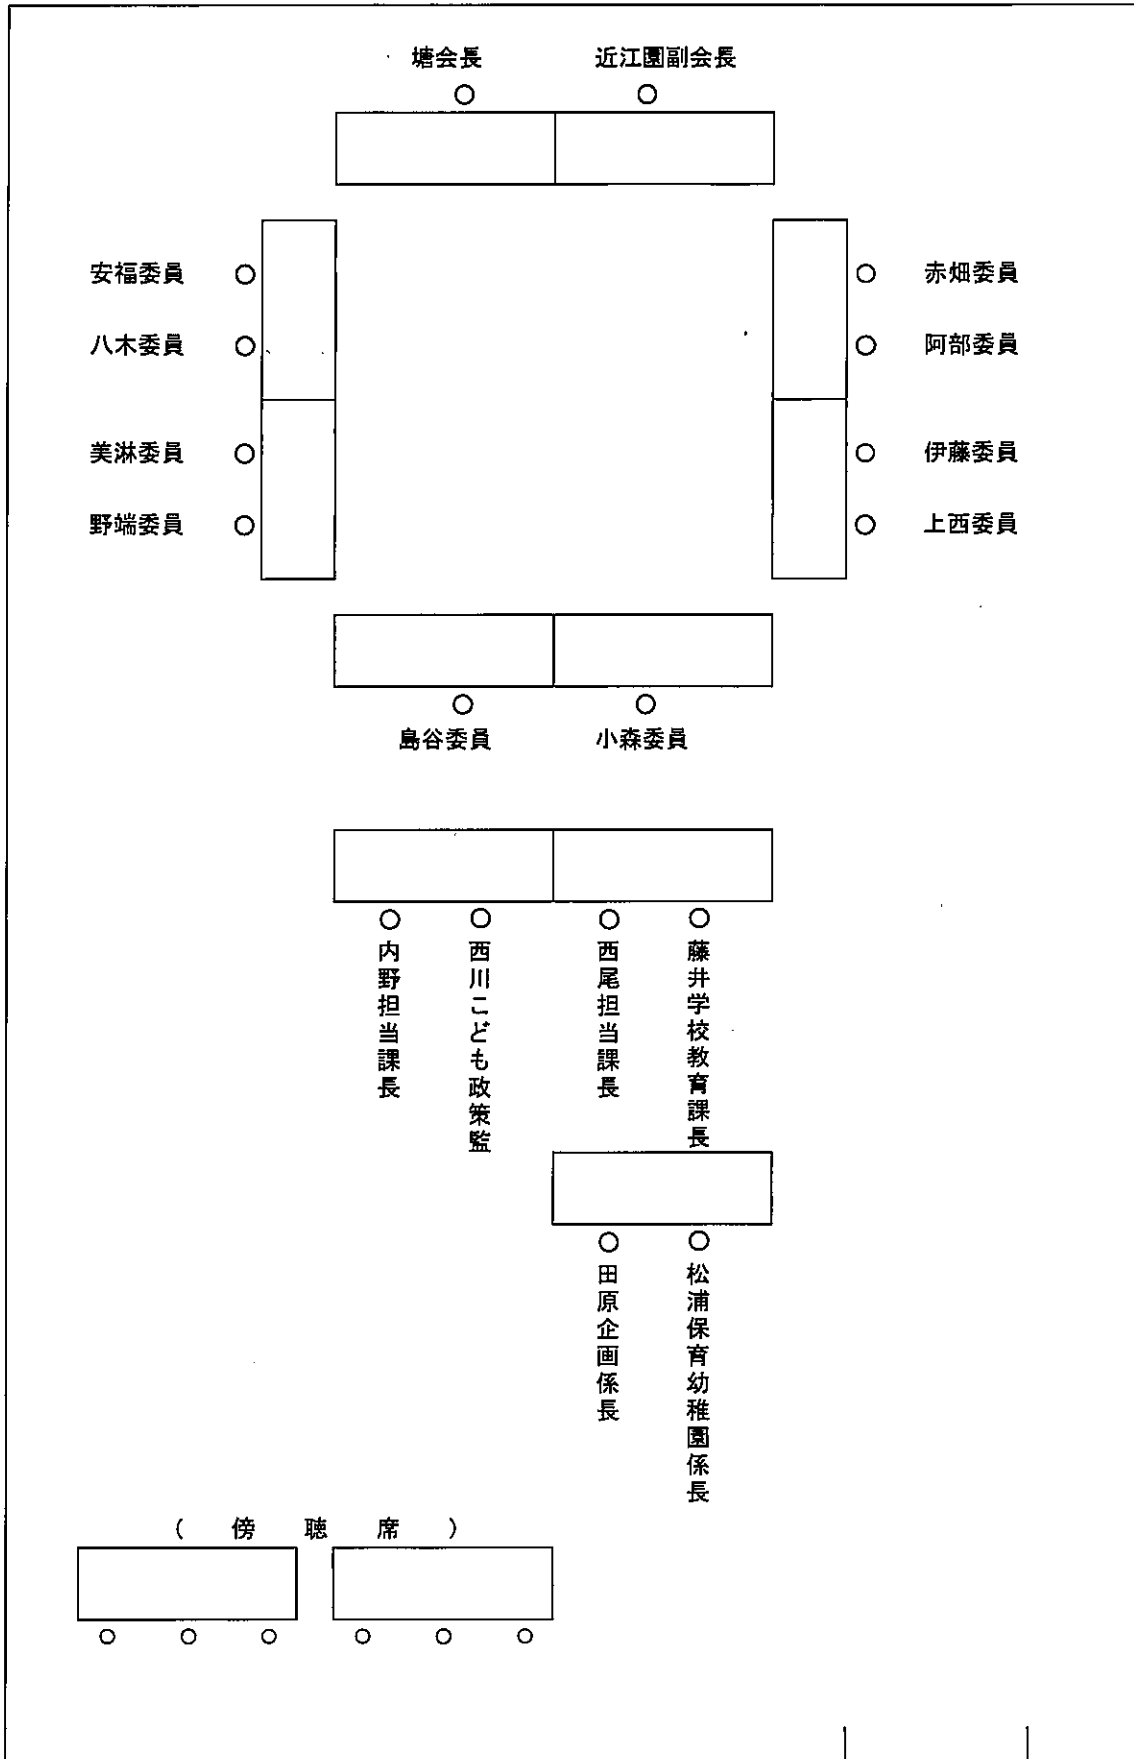 塘会長　近江園副会長
安福委員　赤畑委員
八木委員　阿部委員
美淋委員　伊藤委員
野端委員　上西委員
島谷委員　小森委員
内野担当課長
西川こども政策監
西尾担当課長
藤井学校教育課長
田原企画係長
松浦保育幼稚園係長
（　傍　聴　席　）